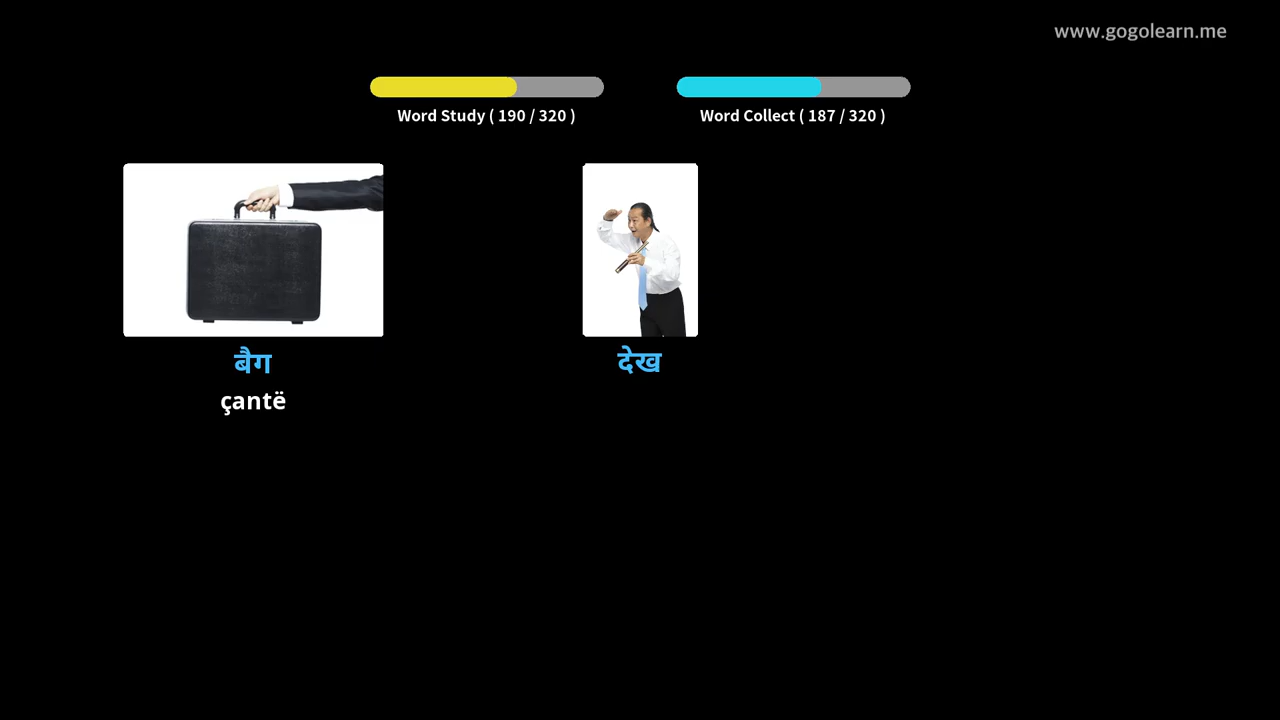 www.gogolearn.me
Word Study ( 190 / 320 )
Word Collect ( 187 / 320 )
बैग
çantë
देख